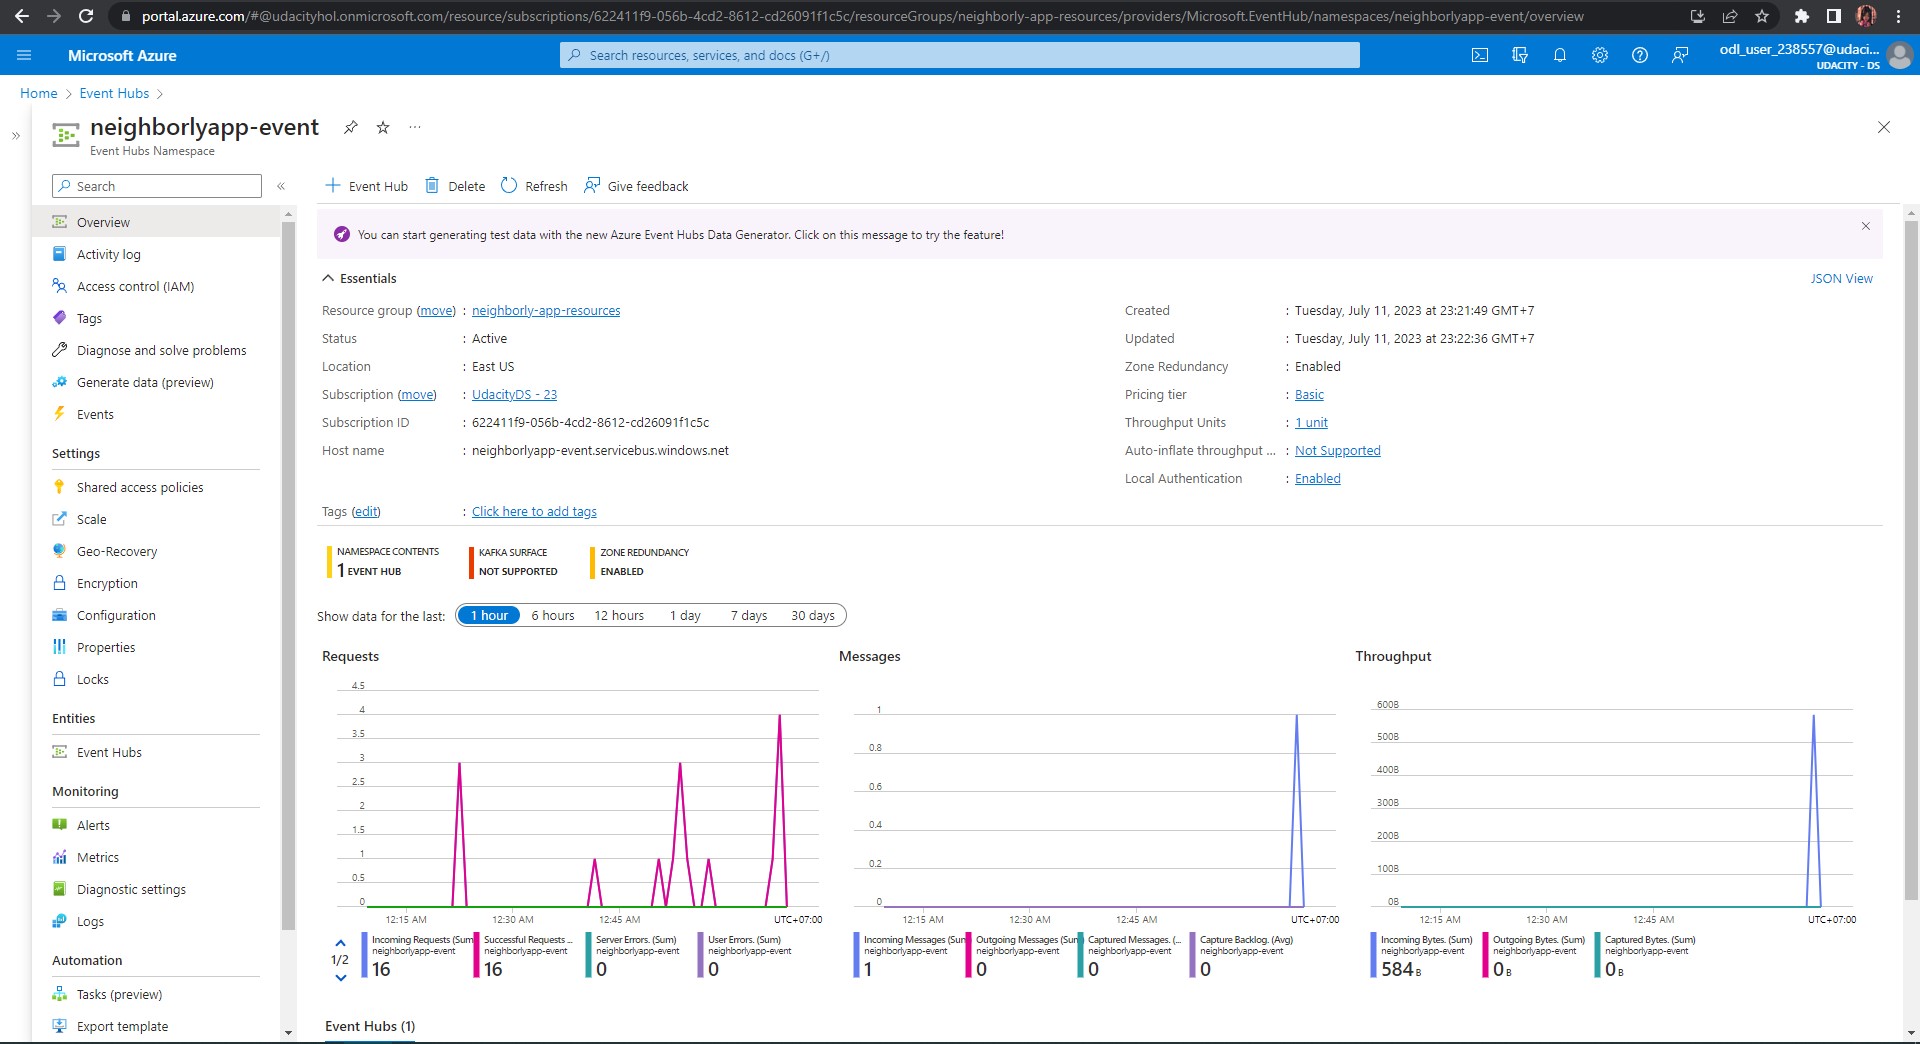 portal.azure.com/#@udacityhol.onmicrosoft.com/resource/subscriptions/622411f9-056b-4cd2-8612-cd26091f1c5c/resourceGroups/neighborly-app-resources/providers/Microsoft.EventHub/namespaces/neighborlyapp-event/overview
Microsoft Azure
Search resources, services, and docs (G+/)
odl_user_238557@udaci...
UDACITY - DS
Home > Event Hubs >
neighborlyapp-event
Event Hubs Namespace
Search
Event Hub
Delete
Refresh
Give feedback
Overview
Activity log
Access control (IAM)
Tags
Diagnose and solve problems
Generate data (preview)
Events
Settings
Shared access policies
Scale
Geo-Recovery
Encryption
Configuration
Properties
Locks
Entities
Event Hubs
Monitoring
Alerts
Metrics
Diagnostic settings
Logs
Automation
Tasks (preview)
Export template
You can start generating test data with the new Azure Event Hubs Data Generator. Click on this message to try the feature!
Essentials
JSON View
Resource group (move) : neighborly-app-resources
Status : Active
Location : East US
Subscription (move) : UdacityDS - 23
Subscription ID : 622411f9-056b-4cd2-8612-cd26091f1c5c
Host name : neighborlyapp-event.servicebus.windows.net
Created : Tuesday, July 11, 2023 at 23:21:49 GMT+7
Updated : Tuesday, July 11, 2023 at 23:22:36 GMT+7
Zone Redundancy : Enabled
Pricing tier : Basic
Throughput Units : 1 unit
Auto-inflate throughput ... : Not Supported
Local Authentication : Enabled
Tags (edit) : Click here to add tags
NAMESPACE CONTENTS
1 EVENT HUB
KAFKA SURFACE
NOT SUPPORTED
ZONE REDUNDANCY
ENABLED
Show data for the last: 1 hour 6 hours 12 hours 1 day 7 days 30 days
Requests
4.5
4
3.5
3
2.5
2
1.5
1
0.5
0
12:15 AM 12:30 AM 12:45 AM UTC+07:00
1/2
Incoming Requests (Sum
neighborlyapp-event
16
Successful Requests ...
neighborlyapp-event
16
Server Errors. (Sum)
neighborlyapp-event
0
User Errors. (Sum)
neighborlyapp-event
0
Messages
1
0.8
0.6
0.4
0.2
0
12:15 AM 12:30 AM 12:45 AM UTC+07:00
Incoming Messages (Sum
neighborlyapp-event
1
Outgoing Messages (Sum
neighborlyapp-event
0
Captured Messages. (...
neighborlyapp-event
0
Capture Backlog. (Avg)
neighborlyapp-event
0
Throughput
600B
500B
400B
300B
200B
100B
0B
12:15 AM 12:30 AM 12:45 AM UTC+07:00
Incoming Bytes. (Sum)
neighborlyapp-event
584 B
Outgoing Bytes. (Sum)
neighborlyapp-event
0 B
Captured Bytes. (Sum)
neighborlyapp-event
0 B
Event Hubs (1)